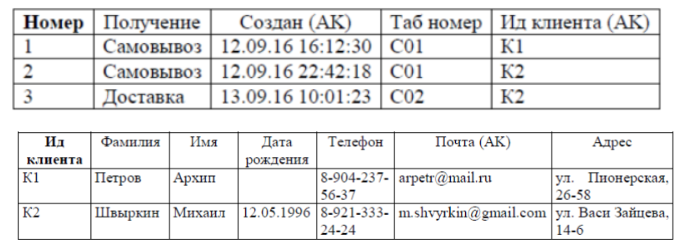 Номер Получение Создан (АК) Таб номер Ид клиента (АК)
1 Самовывоз 12.09.16 16:12:30 С01 К1
2 Самовывоз 12.09.16 22:42:18 С01 К2
3 Доставка 13.09.16 10:01:23 С02 К2
Ид Фамилия Имя Дата Телефон Почта (АК) Адрес
клиента рождения
К1 Петров Архип 8-904-237- arpetr@mail.ru ул. Пионерская,
56-37 26-58
К2 Швыркин Михаил 12.05.1996 8-921-333- m.shvyrkin@gmail.com ул. Васи Зайцева,
24-24 14-6